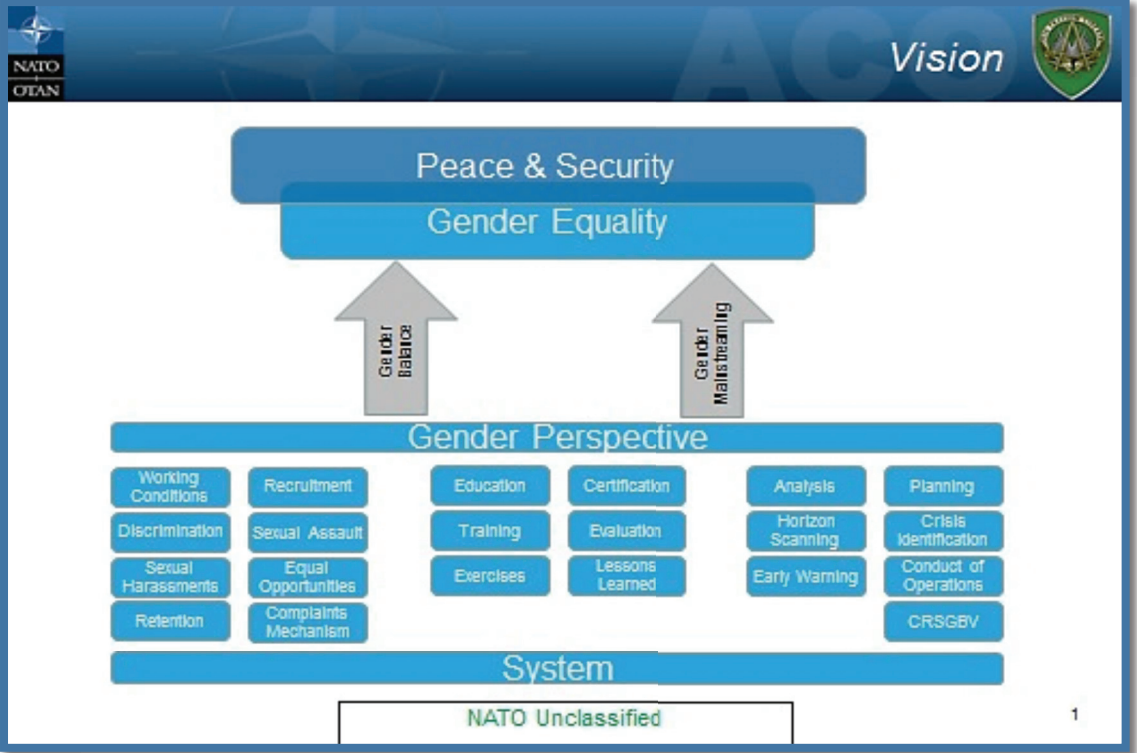 NATO
OTAN
ACO
Vision
Peace & Security
Gender Equality
Gender
Balance
Gender
Mainstreaming
Gender Perspective
Working
Conditions
Recruitment
Education
Certification
Analysis
Planning
Discrimination
Sexual Assault
Training
Evaluation
Horizon
Scanning
Crisis
Identification
Sexual
Harassments
Equal
Opportunities
Exercises
Lessons
Learned
Early Warning
Conduct of
Operations
Retention
Complaints
Mechanism
CRSGBV
System
NATO Unclassified
1